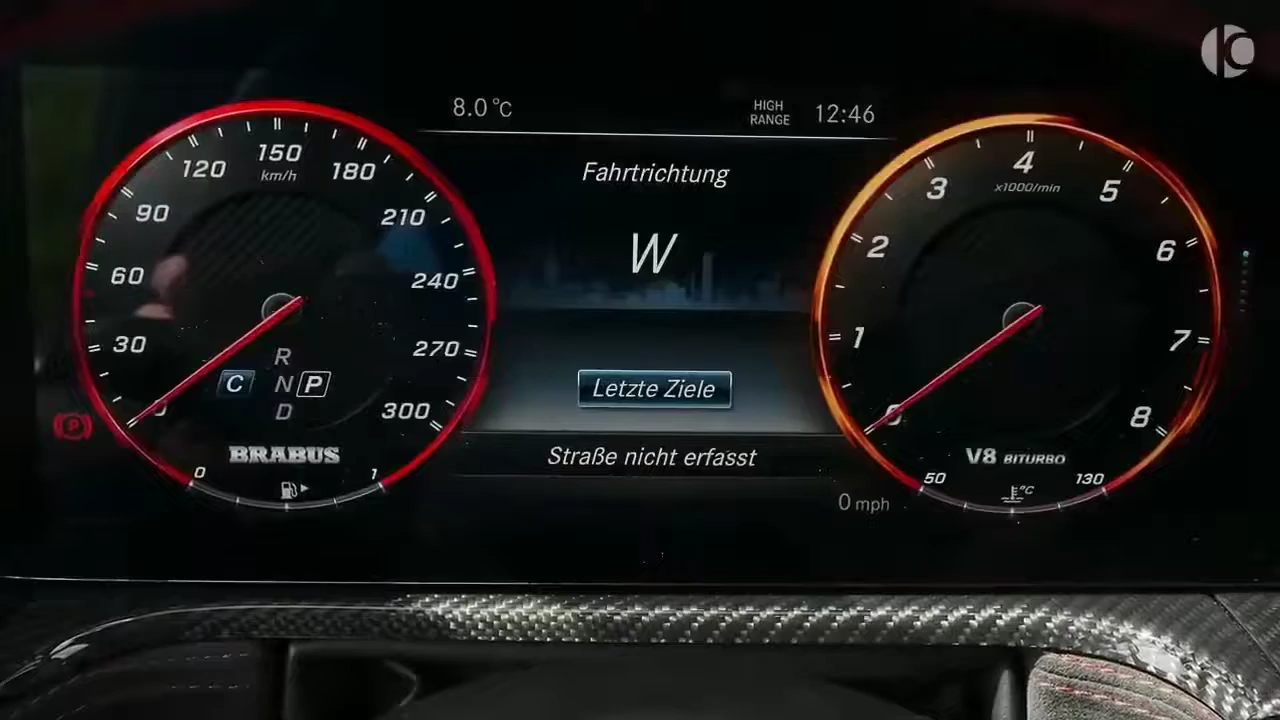 8.0 °C
HIGH RANGE
12:46
Fahrtrichtung
W
Letzte Ziele
Straße nicht erfasst
0 mph
0
30
60
90
120
150
180
210
240
270
300
km/h
R
C N P
D
BRABUS
0 1
P
0
1
2
3
4
5
6
7
8
x1000/min
V8 BITURBO
50 °C 130